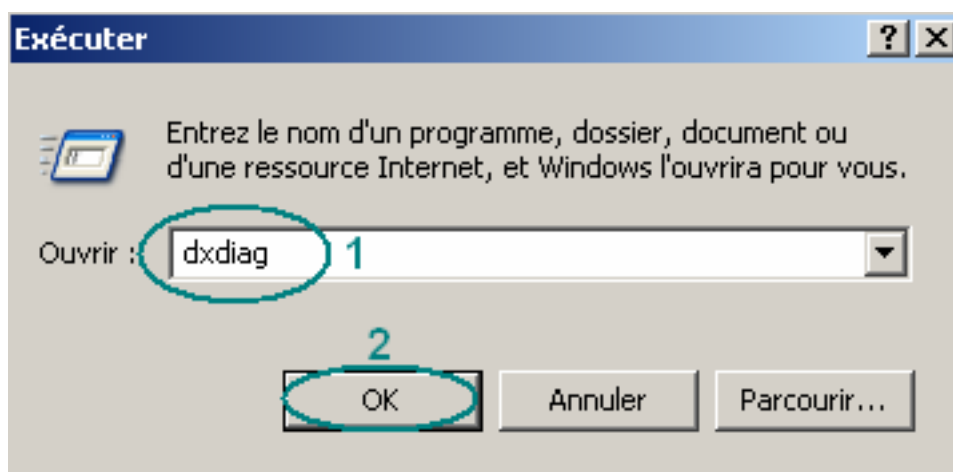 Exécuter
Entrez le nom d'un programme, dossier, document ou
d'une ressource Internet, et Windows l'ouvrira pour vous.
Ouvrir : dxdiag 1
2
OK Annuler Parcourir...